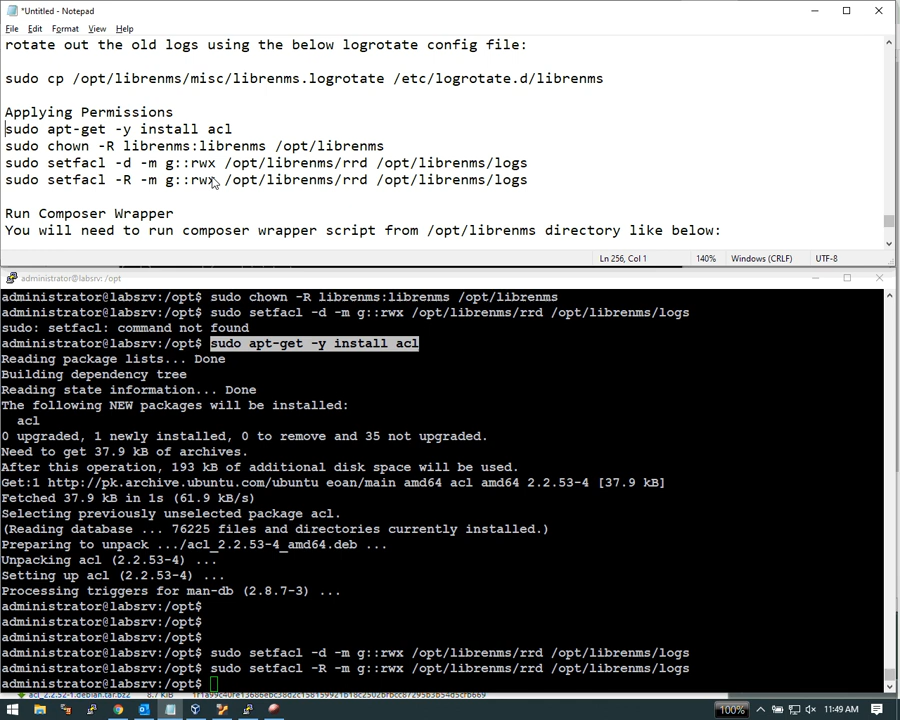 *Untitled - Notepad
File Edit Format View Help
rotate out the old logs using the below logrotate config file:
sudo cp /opt/librenms/misc/librenms.logrotate /etc/logrotate.d/librenms
Applying Permissions
sudo apt-get -y install acl
sudo chown -R librenms:librenms /opt/librenms
sudo setfacl -d -m g::rwx /opt/librenms/rrd /opt/librenms/logs
sudo setfacl -R -m g::rwx /opt/librenms/rrd /opt/librenms/logs
Run Composer Wrapper
You will need to run composer wrapper script from /opt/librenms directory like below:
Ln 256, Col 1 140% Windows (CRLF) UTF-8
administrator@labsrv: /opt
administrator@labsrv:/opt$ sudo chown -R librenms:librenms /opt/librenms
administrator@labsrv:/opt$ sudo setfacl -d -m g::rwx /opt/librenms/rrd /opt/librenms/logs
sudo: setfacl: command not found
administrator@labsrv:/opt$ sudo apt-get -y install acl
Reading package lists... Done
Building dependency tree
Reading state information... Done
The following NEW packages will be installed:
acl
0 upgraded, 1 newly installed, 0 to remove and 35 not upgraded.
Need to get 37.9 kB of archives.
After this operation, 193 kB of additional disk space will be used.
Get:1 http://pk.archive.ubuntu.com/ubuntu eoan/main amd64 acl amd64 2.2.53-4 [37.9 kB]
Fetched 37.9 kB in 1s (61.9 kB/s)
Selecting previously unselected package acl.
(Reading database ... 76225 files and directories currently installed.)
Preparing to unpack .../acl_2.2.53-4_amd64.deb ...
Unpacking acl (2.2.53-4) ...
Setting up acl (2.2.53-4) ...
Processing triggers for man-db (2.8.7-3) ...
administrator@labsrv:/opt$
administrator@labsrv:/opt$
administrator@labsrv:/opt$
administrator@labsrv:/opt$ sudo setfacl -d -m g::rwx /opt/librenms/rrd /opt/librenms/logs
administrator@labsrv:/opt$ sudo setfacl -R -m g::rwx /opt/librenms/rrd /opt/librenms/logs
administrator@labsrv:/opt$
acl_2.2.52-1.debian.tar.bz2 8.7 KiB
100% 11:49 AM